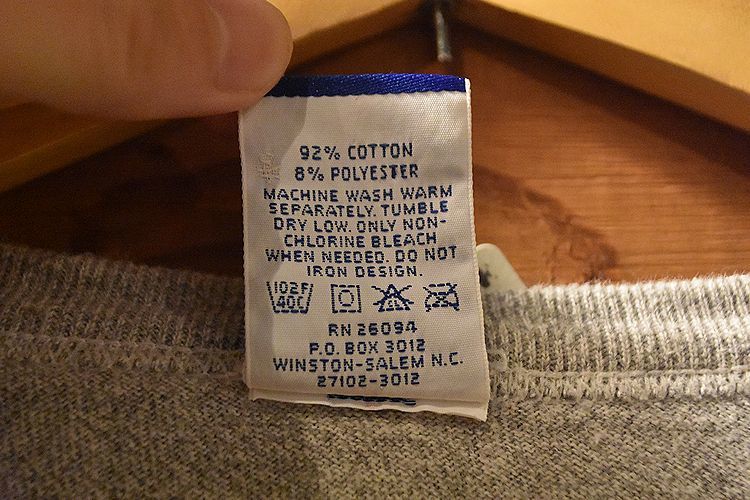 92% COTTON
8% POLYESTER
MACHINE WASH WARM
SEPARATELY. TUMBLE
DRY LOW. ONLY NON-
CHLORINE BLEACH
WHEN NEEDED. DO NOT
IRON DESIGN.
102F
40C
CL
RN 26094
P.O. BOX 3012
WINSTON-SALEM N.C.
27102-3012